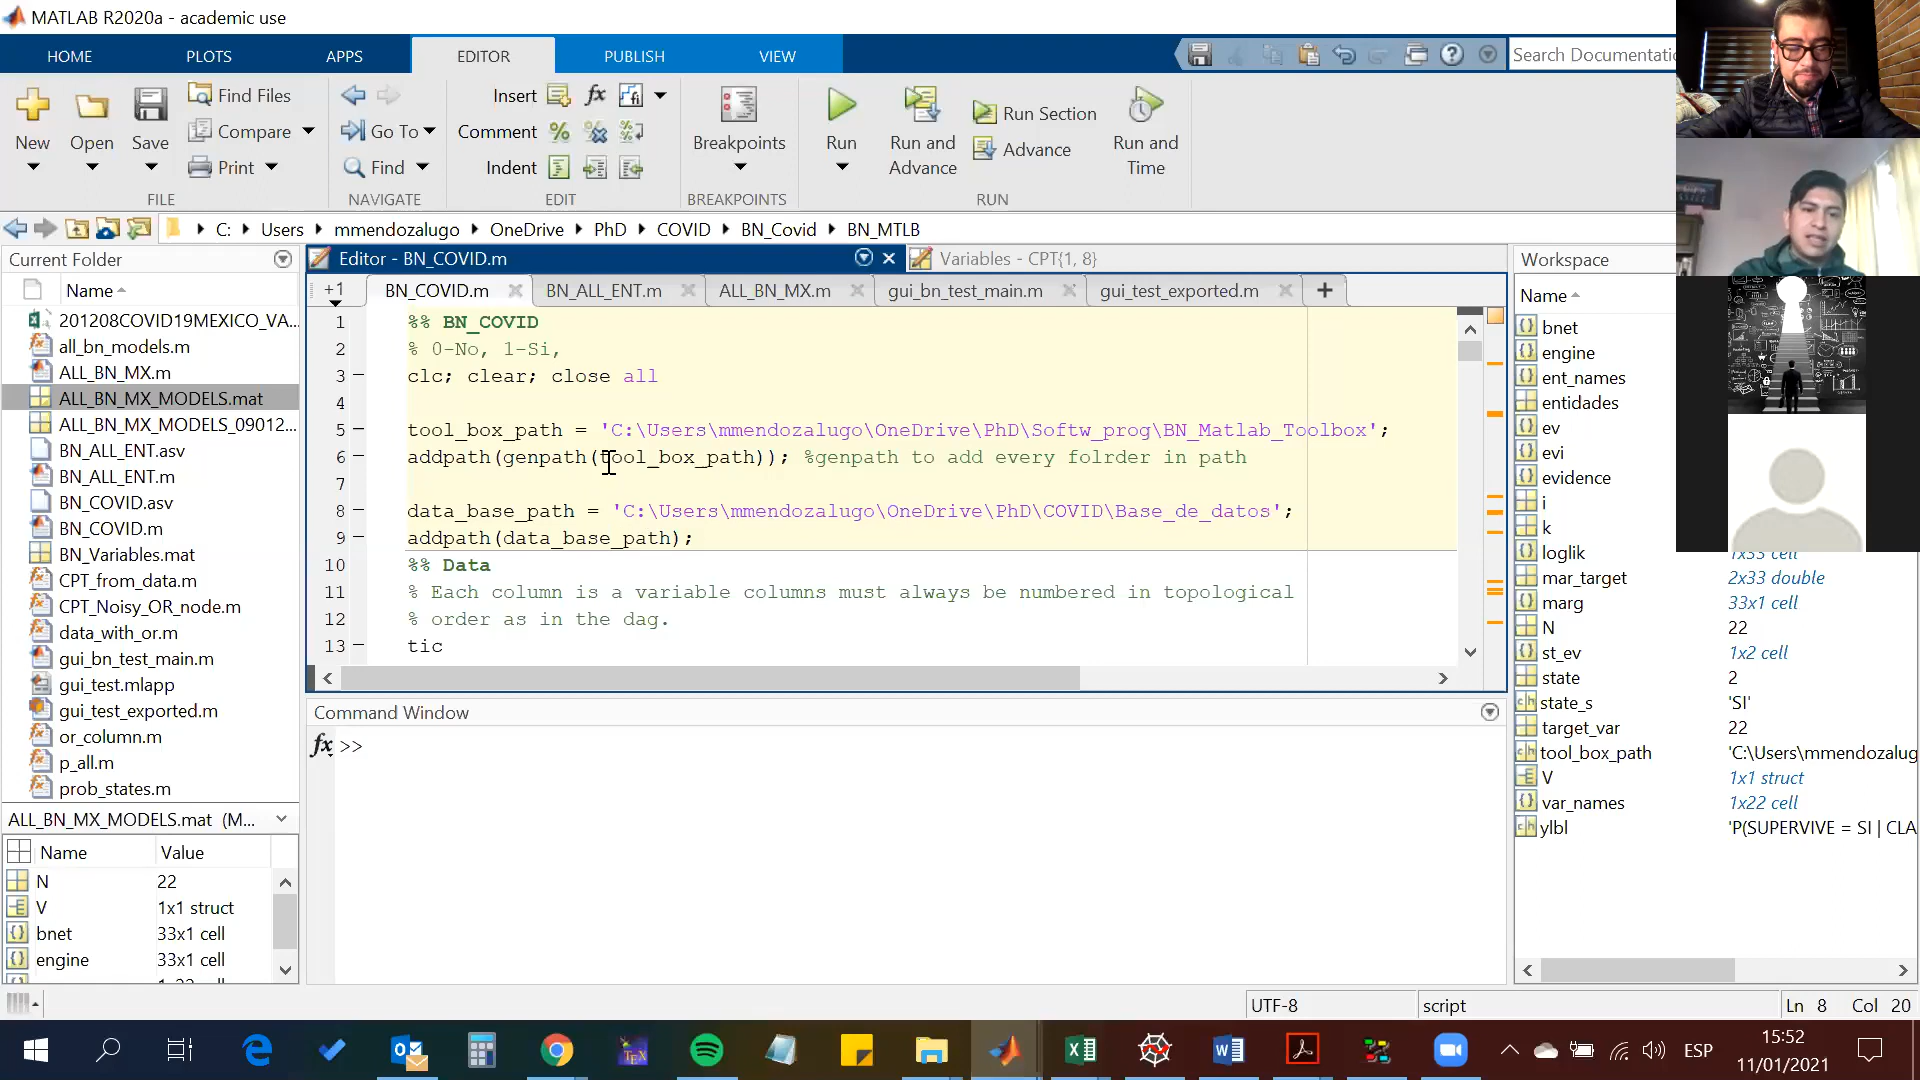 MATLAB R2020a - academic use
HOME PLOTS APPS EDITOR PUBLISH VIEW
Search Documentatio
New Open Save Find Files Compare Print
FILE
Go To Find
NAVIGATE
Insert fx
Comment
Indent
EDIT
Breakpoints
BREAKPOINTS
Run
Run and Advance
Run Section
Advance
Run and Time
RUN
C: Users mmendozalugo OneDrive PhD COVID BN_Covid BN_MTLB
Current Folder
Name
201208COVID19MEXICO_VA...
all_bn_models.m
ALL_BN_MX.m
ALL_BN_MX_MODELS.mat
ALL_BN_MX_MODELS_09012...
BN_ALL_ENT.asv
BN_ALL_ENT.m
BN_COVID.asv
BN_COVID.m
BN_Variables.mat
CPT_from_data.m
CPT_Noisy_OR_node.m
data_with_or.m
gui_bn_test_main.m
gui_test.mlapp
gui_test_exported.m
or_column.m
p_all.m
prob_states.m
ALL_BN_MX_MODELS.mat (M...
Name Value
N 22
V 1x1 struct
bnet 33x1 cell
engine 33x1 cell
Editor - BN_COVID.m
Variables - CPT{1, 8}
+1 BN_COVID.m BN_ALL_ENT.m ALL_BN_MX.m gui_bn_test_main.m gui_test_exported.m +
1 %% BN_COVID
2 % 0-No, 1-Si,
3 clc; clear; close all
4
5 tool_box_path = 'C:\Users\mmendozalugo\OneDrive\PhD\Softw_prog\BN_Matlab_Toolbox';
6 addpath(genpath(tool_box_path)); %genpath to add every folrder in path
7
8 data_base_path = 'C:\Users\mmendozalugo\OneDrive\PhD\COVID\Base_de_datos';
9 addpath(data_base_path);
10 %% Data
11 % Each column is a variable columns must always be numbered in topological
12 % order as in the dag.
13 tic
Command Window
fx >>
Workspace
Name
bnet
engine
ent_names
entidades
ev
evi
evidence
i
k
loglik 1x33 cell
mar_target 2x33 double
marg 33x1 cell
N 22
st_ev 1x2 cell
state 2
state_s 'SI'
target_var 22
tool_box_path 'C:\Users\mmendozalug
V 1x1 struct
var_names 1x22 cell
ylbl 'P(SUPERVIVE = SI | CLA
UTF-8 script Ln 8 Col 20
ESP
15:52
11/01/2021